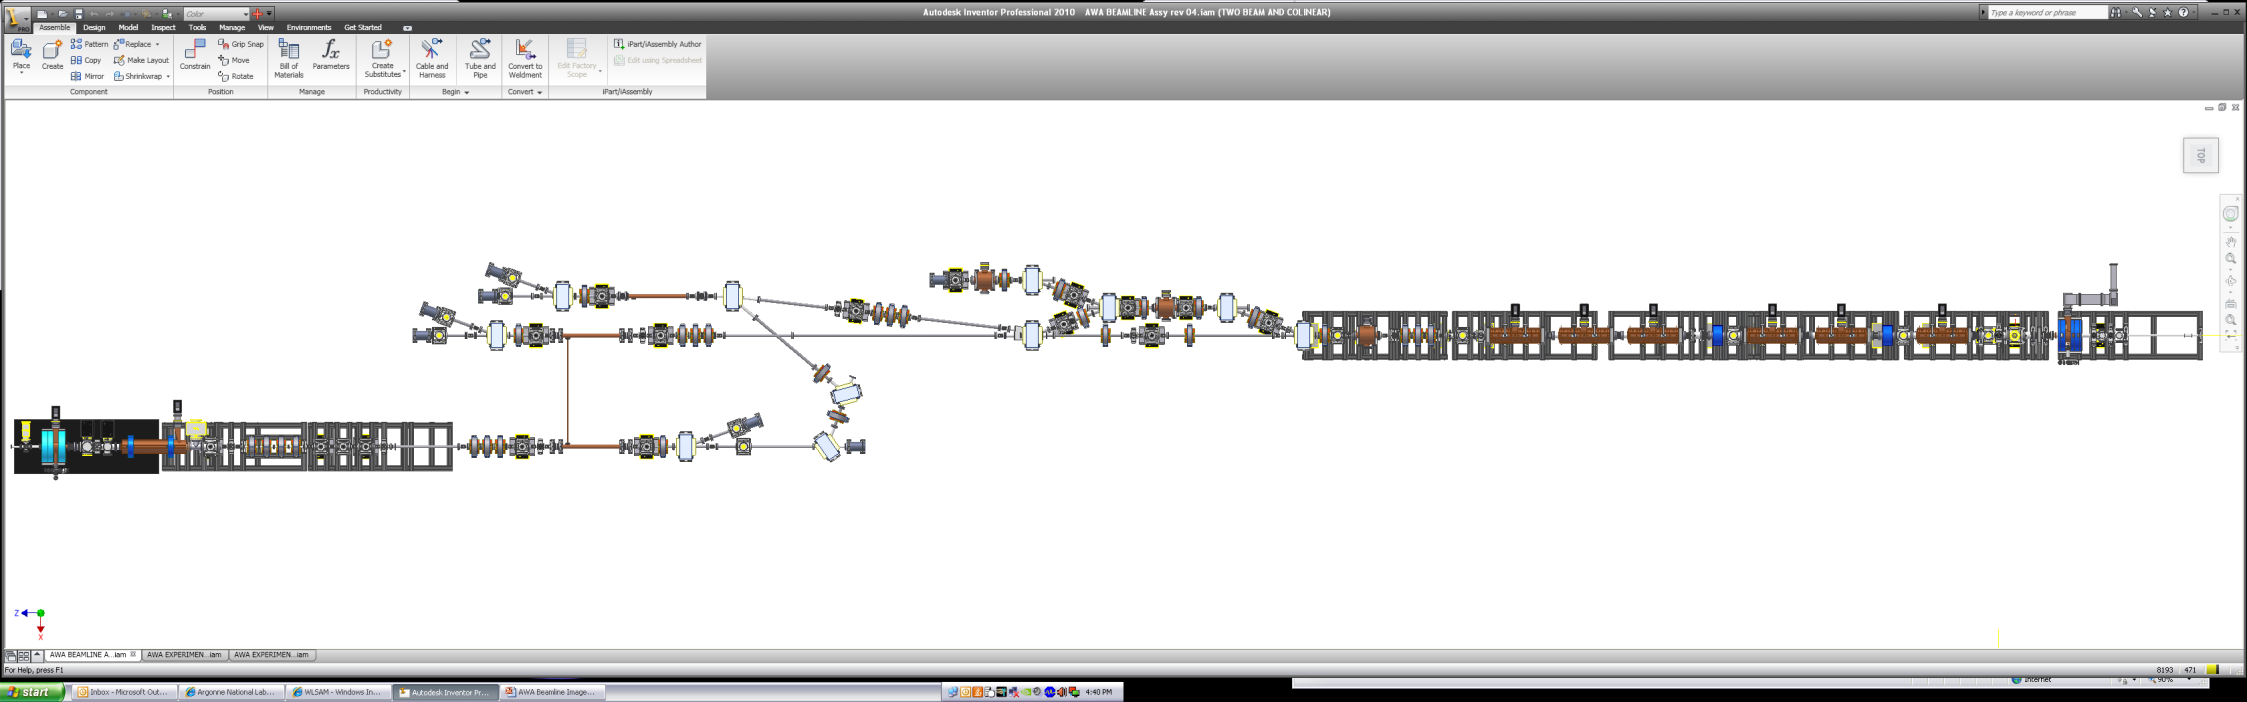 Color
Autodesk Inventor Professional 2010 AWA BEAMLINE Assy rev 04.iam (TWO BEAM AND COLINEAR)
Type a keyword or phrase
PRO
Assemble Design Model Inspect Tools Manage View Environments Get Started
Place
Create
Pattern
Copy
Mirror
Replace
Make Layout
Shrinkwrap
Constrain
Grip Snap
Move
Rotate
Bill of
Materials
Parameters
Create
Substitutes
Cable and
Harness
Tube and
Pipe
Convert to
Weldment
Edit Factory
Scope
iPart/iAssembly Author
Edit using Spreadsheet
Component Position Manage Productivity Begin Convert iPart/iAssembly
TOP
Z
X
AWA BEAMLINE A...iam AWA EXPERIMEN...iam AWA EXPERIMEN...iam
For Help, press F1
8193 471
start
Inbox - Microsoft Out...
Argonne National Lab...
WLSAM - Windows In...
Autodesk Inventor Pr...
AWA Beamline Image...
4:40 PM
Internet
90%